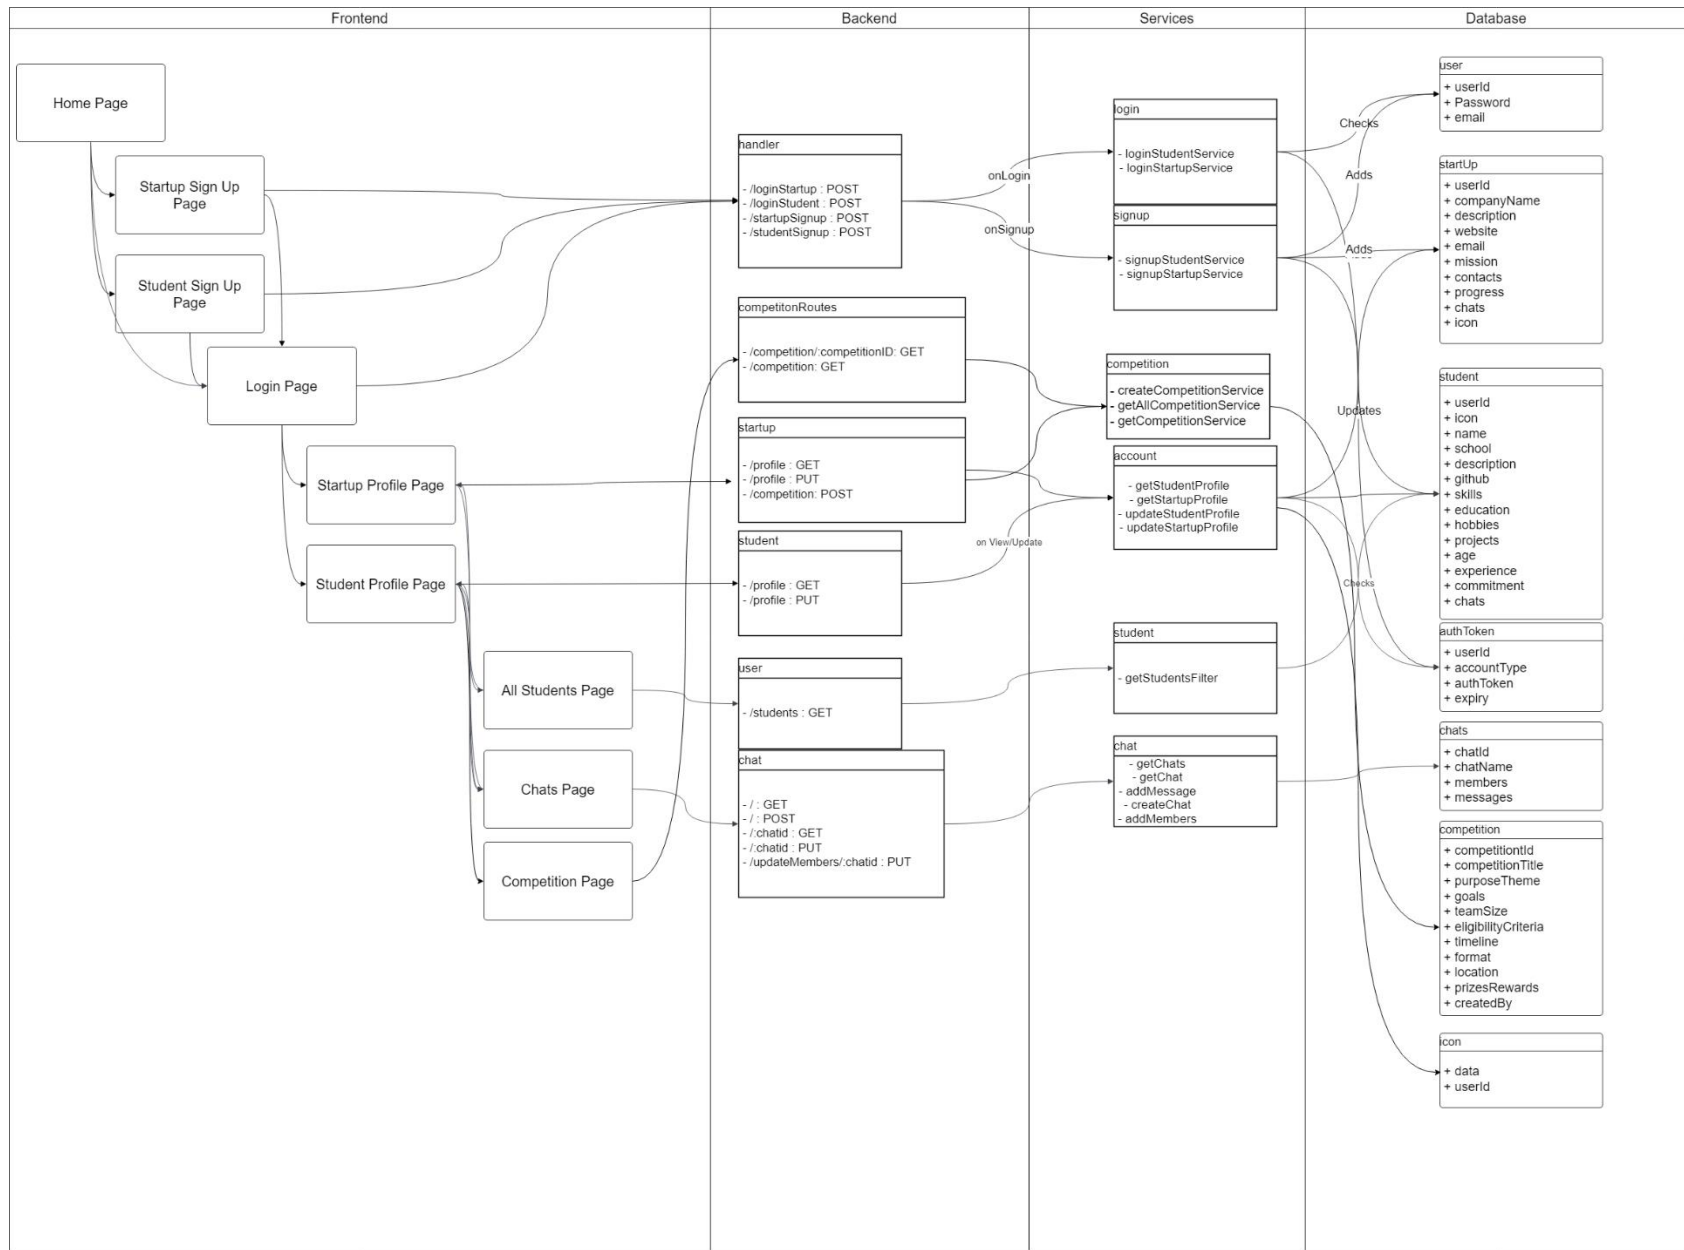 Frontend
Backend
Services
Database
Home Page
Startup Sign Up
Page
Student Sign Up
Page
Login Page
Startup Profile Page
Student Profile Page
All Students Page
Chats Page
Competition Page
handler
- /loginStartup : POST
- /loginStudent : POST
- /startupSignup : POST
- /studentSignup : POST
competitonRoutes
- /competition/:competitionID: GET
- /competition: GET
startup
- /profile : GET
- /profile : PUT
- /competition: POST
student
- /profile : GET
- /profile : PUT
user
- /students : GET
chat
- / : GET
- / : POST
- /:chatid : GET
- /:chatid : PUT
- /updateMembers/:chatid : PUT
onLogin
onSignup
on View/Update
login
- loginStudentService
- loginStartupService
signup
- signupStudentService
- signupStartupService
competition
- createCompetitionService
- getAllCompetitionService
- getCompetitionService
account
- getStudentProfile
- getStartupProfile
- updateStudentProfile
- updateStartupProfile
student
- getStudentsFilter
chat
- getChats
- getChat
- addMessage
- createChat
- addMembers
Checks
Adds
Adds
Updates
Checks
user
+ userId
+ Password
+ email
startUp
+ userId
+ companyName
+ description
+ website
+ email
+ mission
+ contacts
+ progress
+ chats
+ icon
student
+ userId
+ icon
+ name
+ school
+ description
+ github
+ skills
+ education
+ hobbies
+ projects
+ age
+ experience
+ commitment
+ chats
authToken
+ userId
+ accountType
+ authToken
+ expiry
chats
+ chatId
+ chatName
+ members
+ messages
competition
+ competitiontId
+ competitionTitle
+ purposeTheme
+ goals
+ teamSize
+ eligibilityCriteria
+ timeline
+ format
+ location
+ prizesRewards
+ createdBy
icon
+ data
+ userId